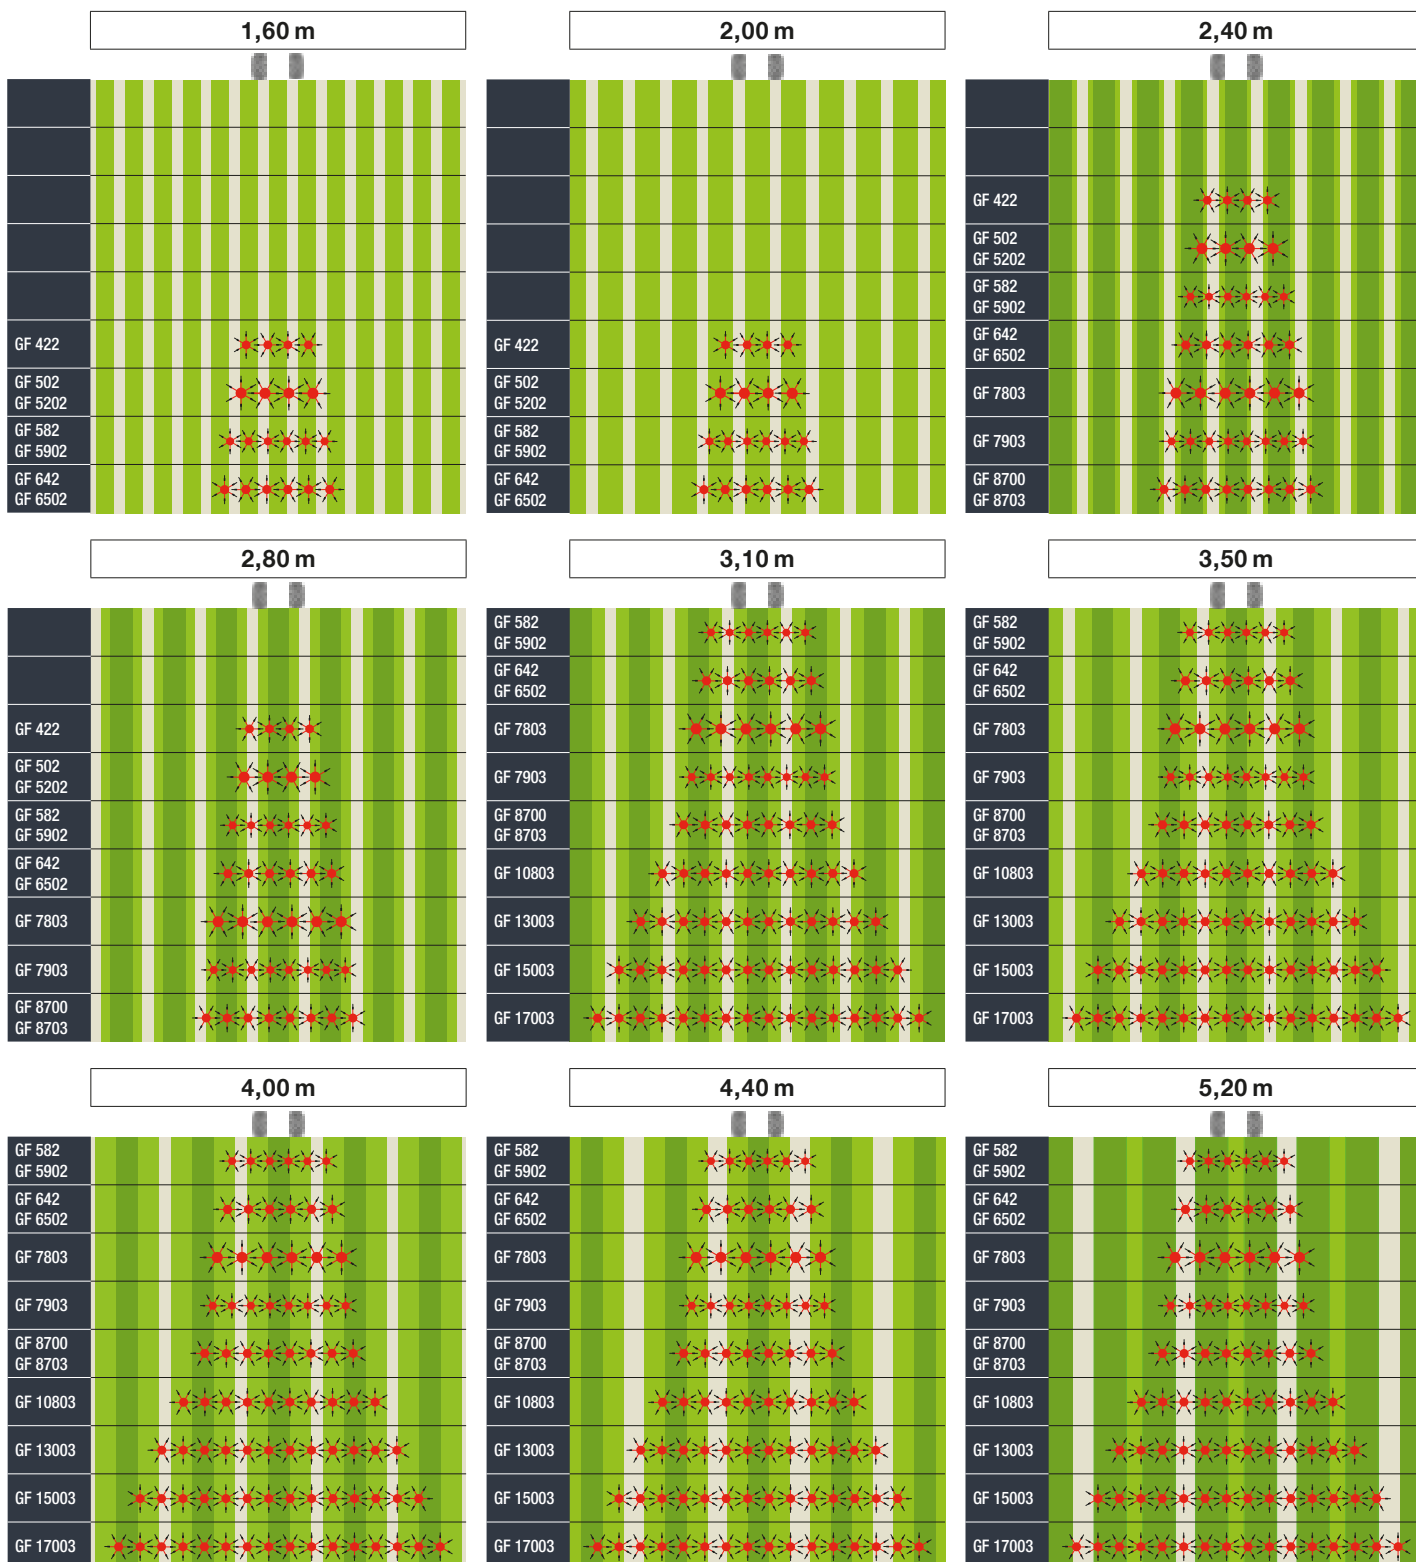 1,60 m
GF 422
GF 502
GF 5202
GF 582
GF 5902
GF 642
GF 6502
2,00 m
GF 422
GF 502
GF 5202
GF 582
GF 5902
GF 642
GF 6502
2,40 m
GF 422
GF 502
GF 5202
GF 582
GF 5902
GF 642
GF 6502
GF 7803
GF 7903
GF 8700
GF 8703
2,80 m
GF 422
GF 502
GF 5202
GF 582
GF 5902
GF 642
GF 6502
GF 7803
GF 7903
GF 8700
GF 8703
3,10 m
GF 582
GF 5902
GF 642
GF 6502
GF 7803
GF 7903
GF 8700
GF 8703
GF 10803
GF 13003
GF 15003
GF 17003
3,50 m
GF 582
GF 5902
GF 642
GF 6502
GF 7803
GF 7903
GF 8700
GF 8703
GF 10803
GF 13003
GF 15003
GF 17003
4,00 m
GF 582
GF 5902
GF 642
GF 6502
GF 7803
GF 7903
GF 8700
GF 8703
GF 10803
GF 13003
GF 15003
GF 17003
4,40 m
GF 582
GF 5902
GF 642
GF 6502
GF 7803
GF 7903
GF 8700
GF 8703
GF 10803
GF 13003
GF 15003
GF 17003
5,20 m
GF 582
GF 5902
GF 642
GF 6502
GF 7803
GF 7903
GF 8700
GF 8703
GF 10803
GF 13003
GF 15003
GF 17003